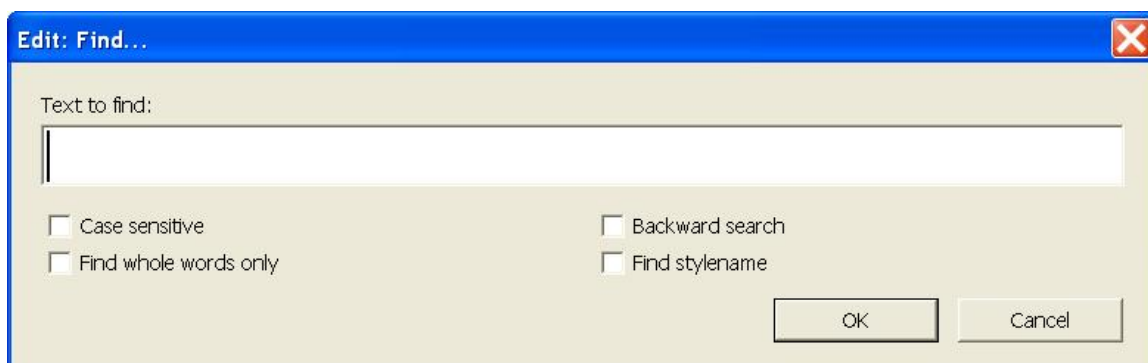 Edit: Find...
Text to find:
Case sensitive
Backward search
Find whole words only
Find stylename
OK
Cancel